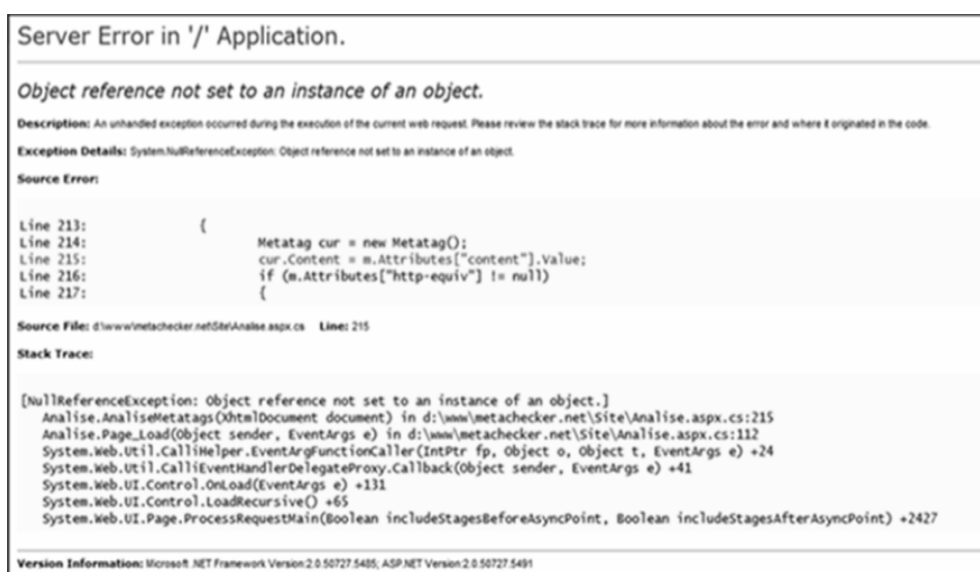 Server Error in '/' Application.
Object reference not set to an instance of an object.
Description: An unhandled exception occurred during the execution of the current web request. Please review the stack trace for more information about the error and where it originated in the code.
Exception Details: System.NullReferenceException: Object reference not set to an instance of an object.
Source Error:
Line 213: {
Line 214: Metatag cur = new Metatag();
Line 215: cur.Content = m.Attributes["content"].Value;
Line 216: if (m.Attributes["http-equiv"] != null)
Line 217: {
Source File: d:\www\metachecker.net\Site\Analise.aspx.cs Line: 215
Stack Trace:
[NullReferenceException: Object reference not set to an instance of an object.]
Analise.AnaliseMetatags(XhtmlDocument document) in d:\www\metachecker.net\Site\Analise.aspx.cs:215
Analise.Page_Load(Object sender, EventArgs e) in d:\www\metachecker.net\Site\Analise.aspx.cs:112
System.Web.Util.CalliHelper.EventArgFunctionCaller(IntPtr fp, Object o, Object t, EventArgs e) +24
System.Web.Util.CalliEventHandlerDelegateProxy.Callback(Object sender, EventArgs e) +41
System.Web.UI.Control.OnLoad(EventArgs e) +131
System.Web.UI.Control.LoadRecursive() +65
System.Web.UI.Page.ProcessRequestMain(Boolean includeStagesBeforeAsyncPoint, Boolean includeStagesAfterAsyncPoint) +2427
Version Information: Microsoft .NET Framework Version:2.0.50727.5485; ASP.NET Version:2.0.50727.5491